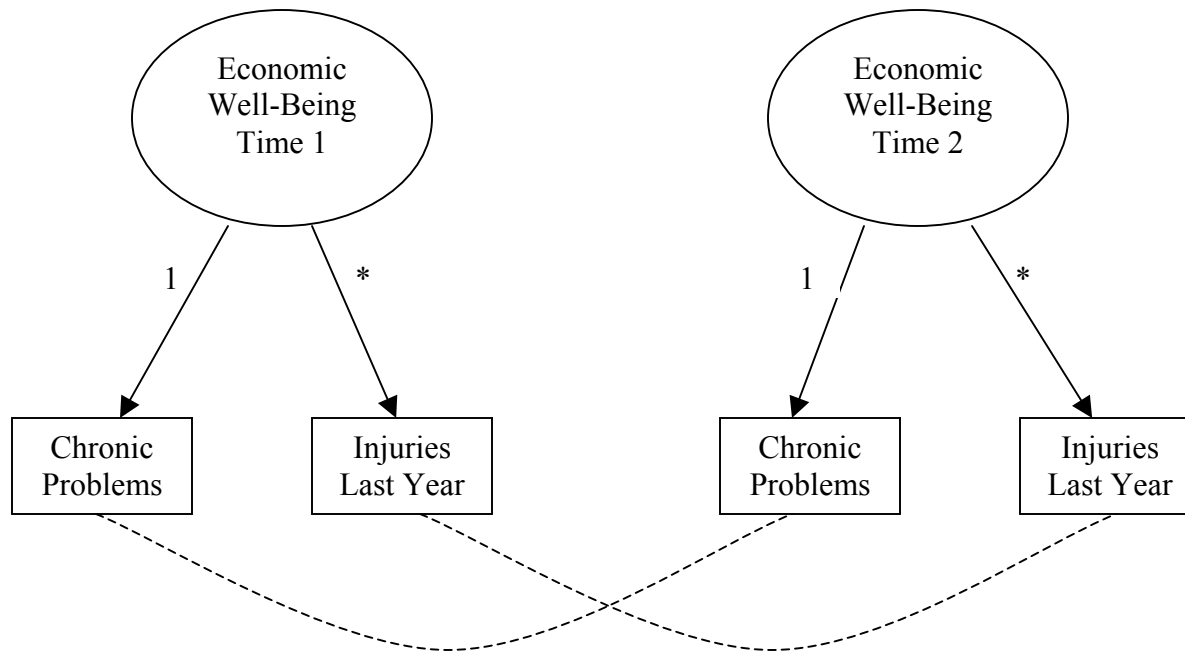 Economic
Well-Being
Time 1
Economic
Well-Being
Time 2
1
*
1
*
Chronic
Problems
Injuries
Last Year
Chronic
Problems
Injuries
Last Year